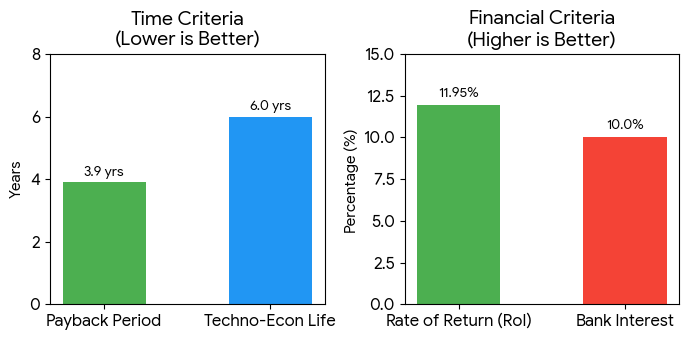 Time Criteria
(Lower is Better)
Years
8
6
4
2
0
3.9 yrs
6.0 yrs
Payback Period
Techno-Econ Life
Financial Criteria
(Higher is Better)
Percentage (%)
15.0
12.5
10.0
7.5
5.0
2.5
0.0
11.95%
10.0%
Rate of Return (RoI)
Bank Interest